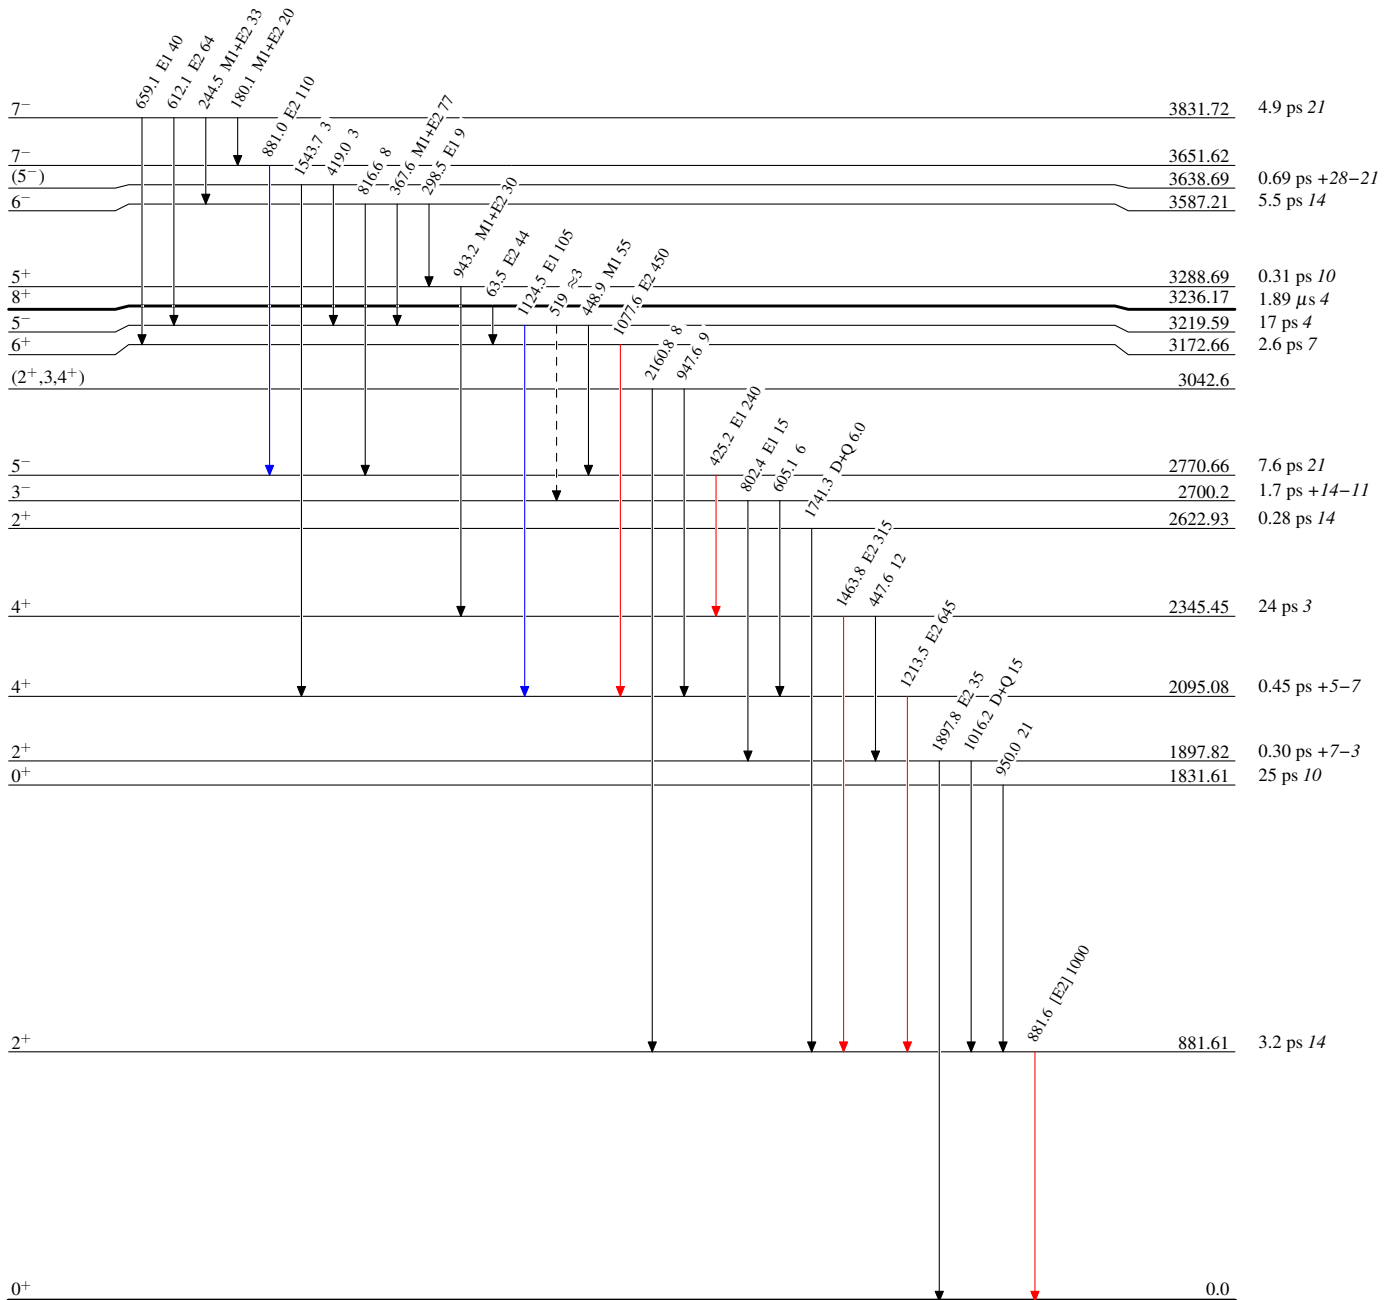 659.1 E1 40
612.1 E2 64
244.5 M1+E2 33
180.1 M1+E2 20
7⁻ 3831.72 4.9 ps 21
881.0 E2 110
7⁻ 3651.62
1543.7 3
419.0 3
(5⁻) 3638.69 0.69 ps +28−21
816.6 8
367.6 M1+E2 77
298.5 E1 9
6⁻ 3587.21 5.5 ps 14
943.2 M1+E2 30
5⁺ 3288.69 0.31 ps 10
63.5 E2 44
8⁺ 3236.17 1.89 μs 4
1124.5 E1 105
519 ≈3
448.9 M1 55
5⁻ 3219.59 17 ps 4
1077.6 E2 450
6⁺ 3172.66 2.6 ps 7
2160.8 8
947.6 9
(2⁺,3,4⁺) 3042.6
425.2 E1 240
5⁻ 2770.66 7.6 ps 21
802.4 E1 15
605.1 6
3⁻ 2700.2 1.7 ps +14−11
1741.3 D+Q 6.0
2⁺ 2622.93 0.28 ps 14
1463.8 E2 315
447.6 12
4⁺ 2345.45 24 ps 3
1213.5 E2 645
4⁺ 2095.08 0.45 ps +5−7
1897.8 E2 35
1016.2 D+Q 15
2⁺ 1897.82 0.30 ps +7−3
950.0 21
0⁺ 1831.61 25 ps 10
881.6 [E2] 1000
2⁺ 881.61 3.2 ps 14
0⁺ 0.0